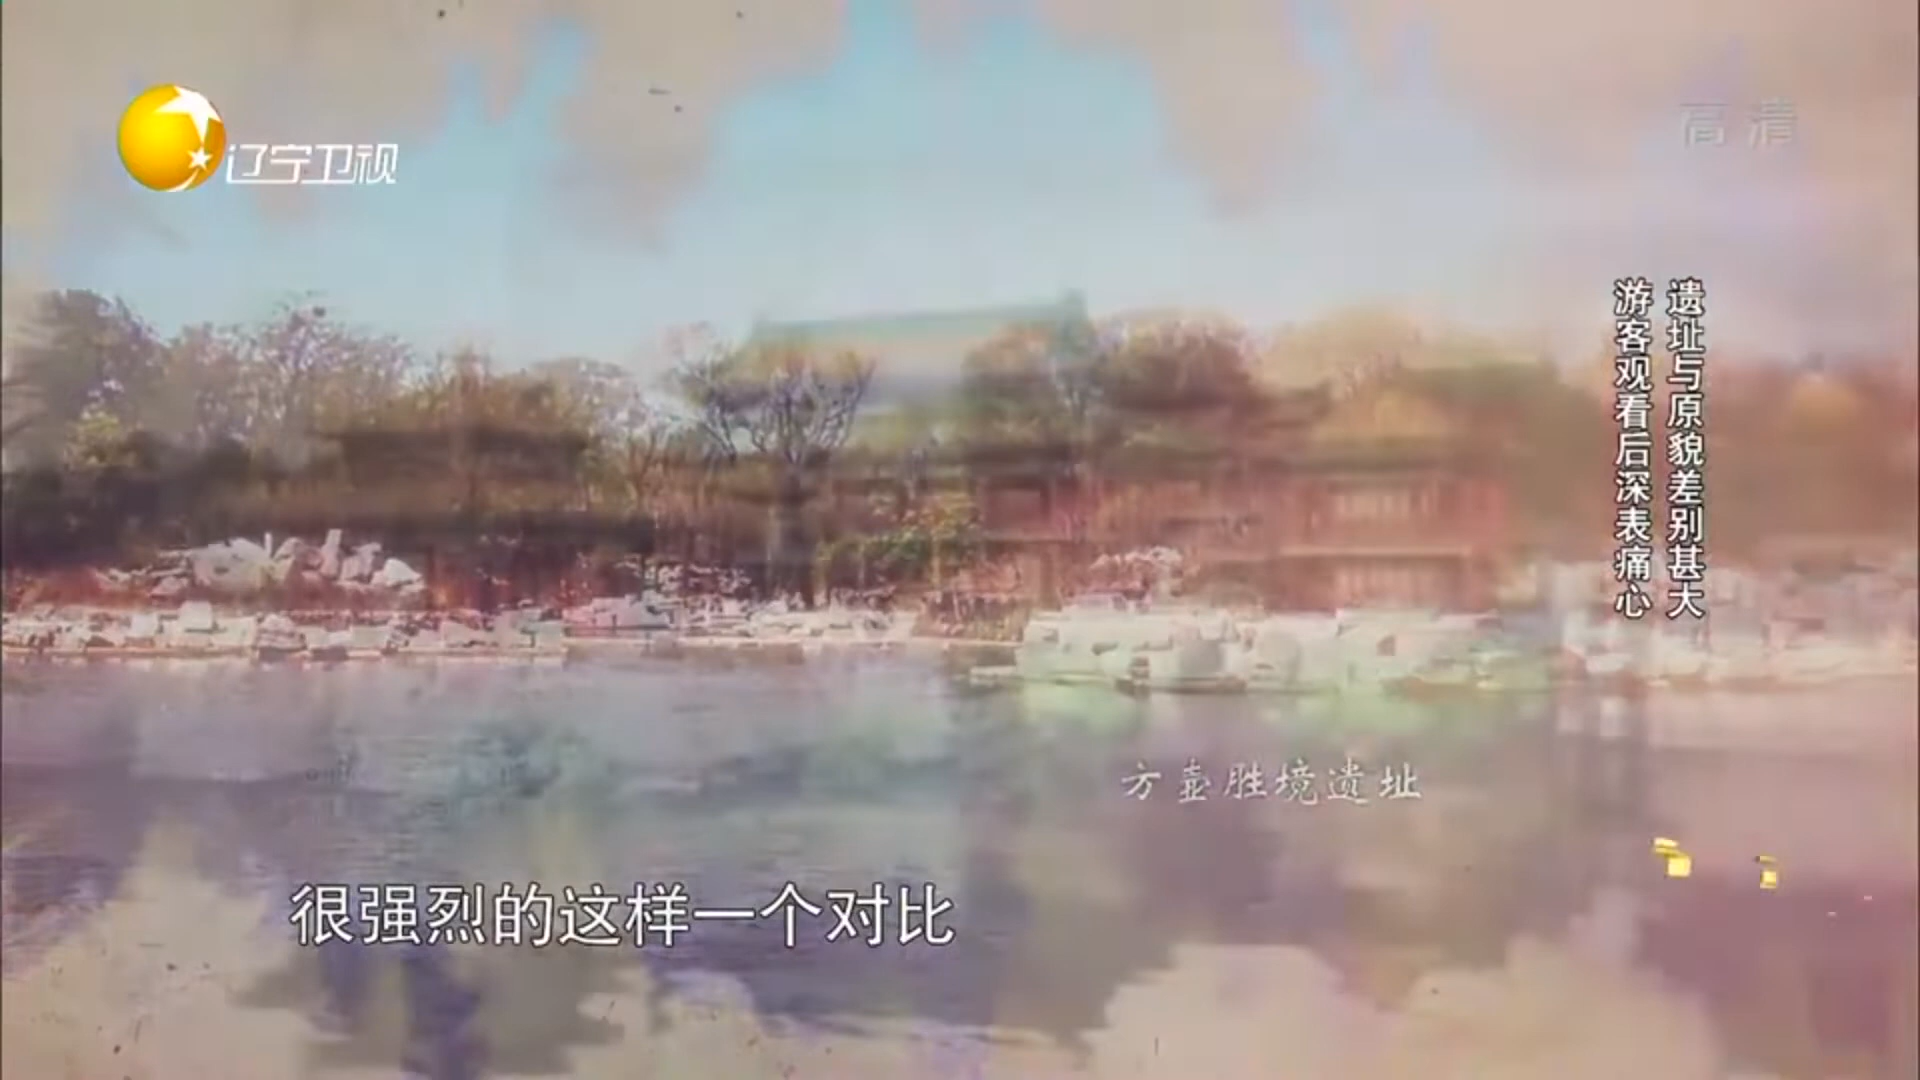 辽宁卫视
高清
遗址与原貌差别甚大
游客观看后深表痛心
方壶胜境遗址
很强烈的这样一个对比